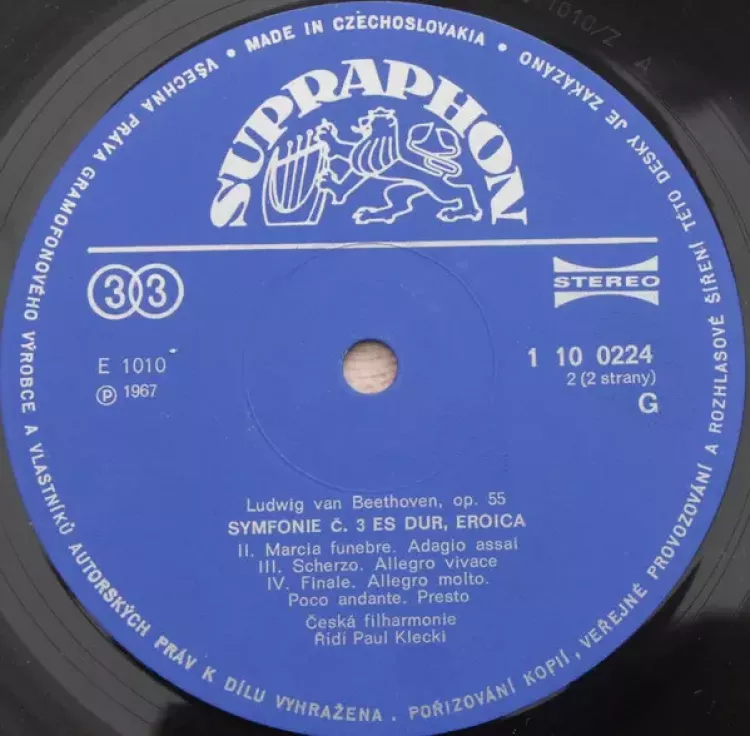 VŠECHNA PRÁVA GRAMOFONOVÉHO VÝROBCE A VLASTNÍKŮ AUTORSKÝCH PRÁV K DÍLU VYHRAŽENA . POŘIZOVÁNÍ KOPIÍ, VEŘEJNÉ PROVOZOVÁNÍ A ROZHLASOVÉ ŠÍŘENÍ TÉTO DESKY JE ZAKÁZÁNO • MADE IN CZECHOSLOVAKIA •
SUPRAPHON
33
STEREO
E 1010
℗ 1967
1 10 0224
2 (2 strany)
G
Ludwig van Beethoven, op. 55
SYMFONIE Č. 3 ES DUR, EROICA
II. Marcia funebre. Adagio assai
III. Scherzo. Allegro vivace
IV. Finale. Allegro molto.
Poco andante. Presto
Česká filharmonie
Řídí Paul Klecki